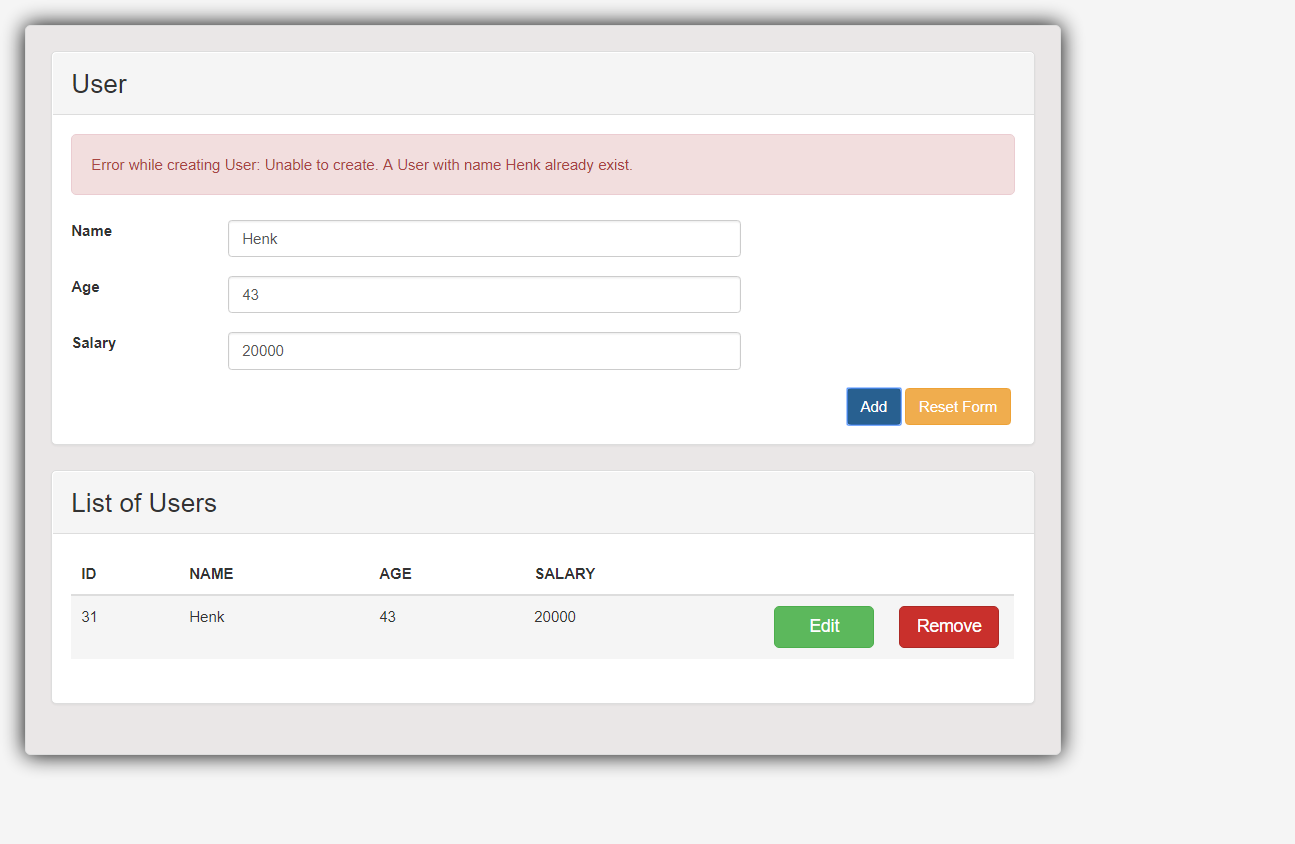 User
Error while creating User: Unable to create. A User with name Henk already exist.
Name
Henk
Age
43
Salary
20000
Add Reset Form
List of Users
ID NAME AGE SALARY
31 Henk 43 20000 Edit Remove